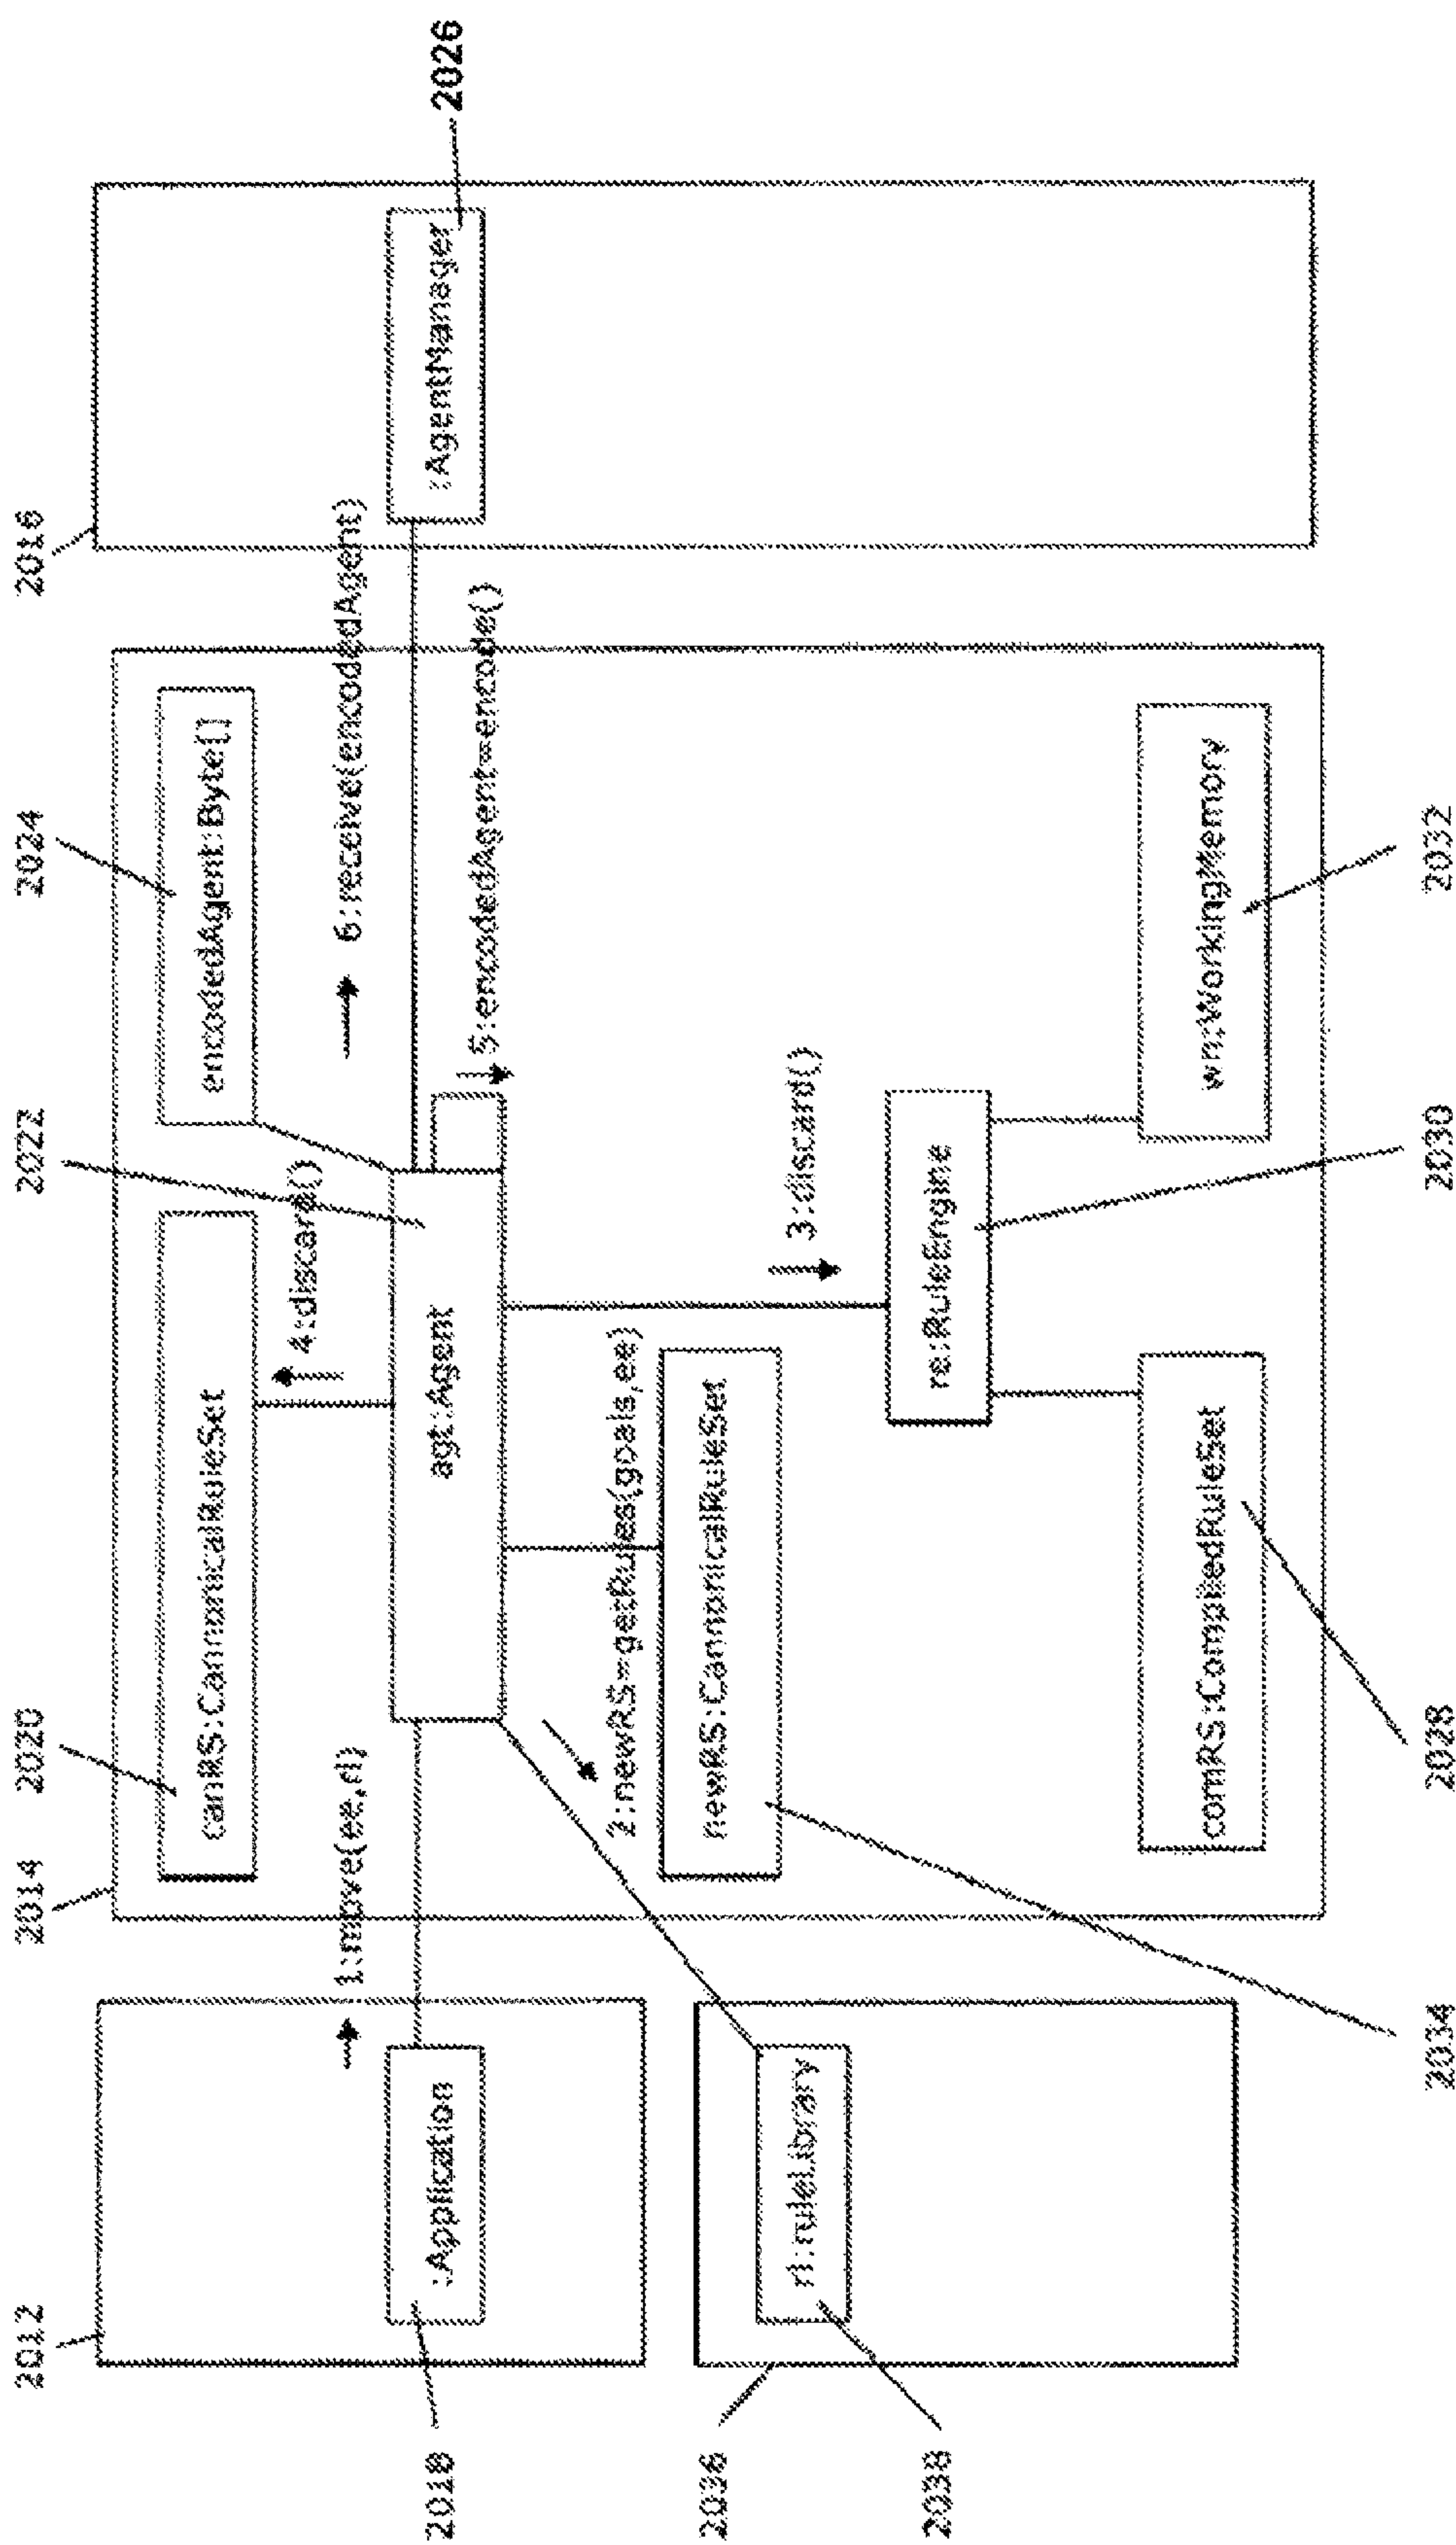 2012
2014
2020
2022
2024
2016
canRS:CannonicalRuleSet
encodedAgent:Byte[]
4:discard()
1:move(ee,rl)
6:receive(encodedAgent)
:Application
agt:Agent
:AgentManager
2018
2026
5:encodedAgent=encode()
2:newRS=getRules(goals,ee)
newRS:CannonicalRuleSet
3:discard()
rl:ruleLibrary
2036
2038
re:RuleEngine
comRS:CompiledRuleSet
wn:WorkingMemory
2034
2028
2030
2032